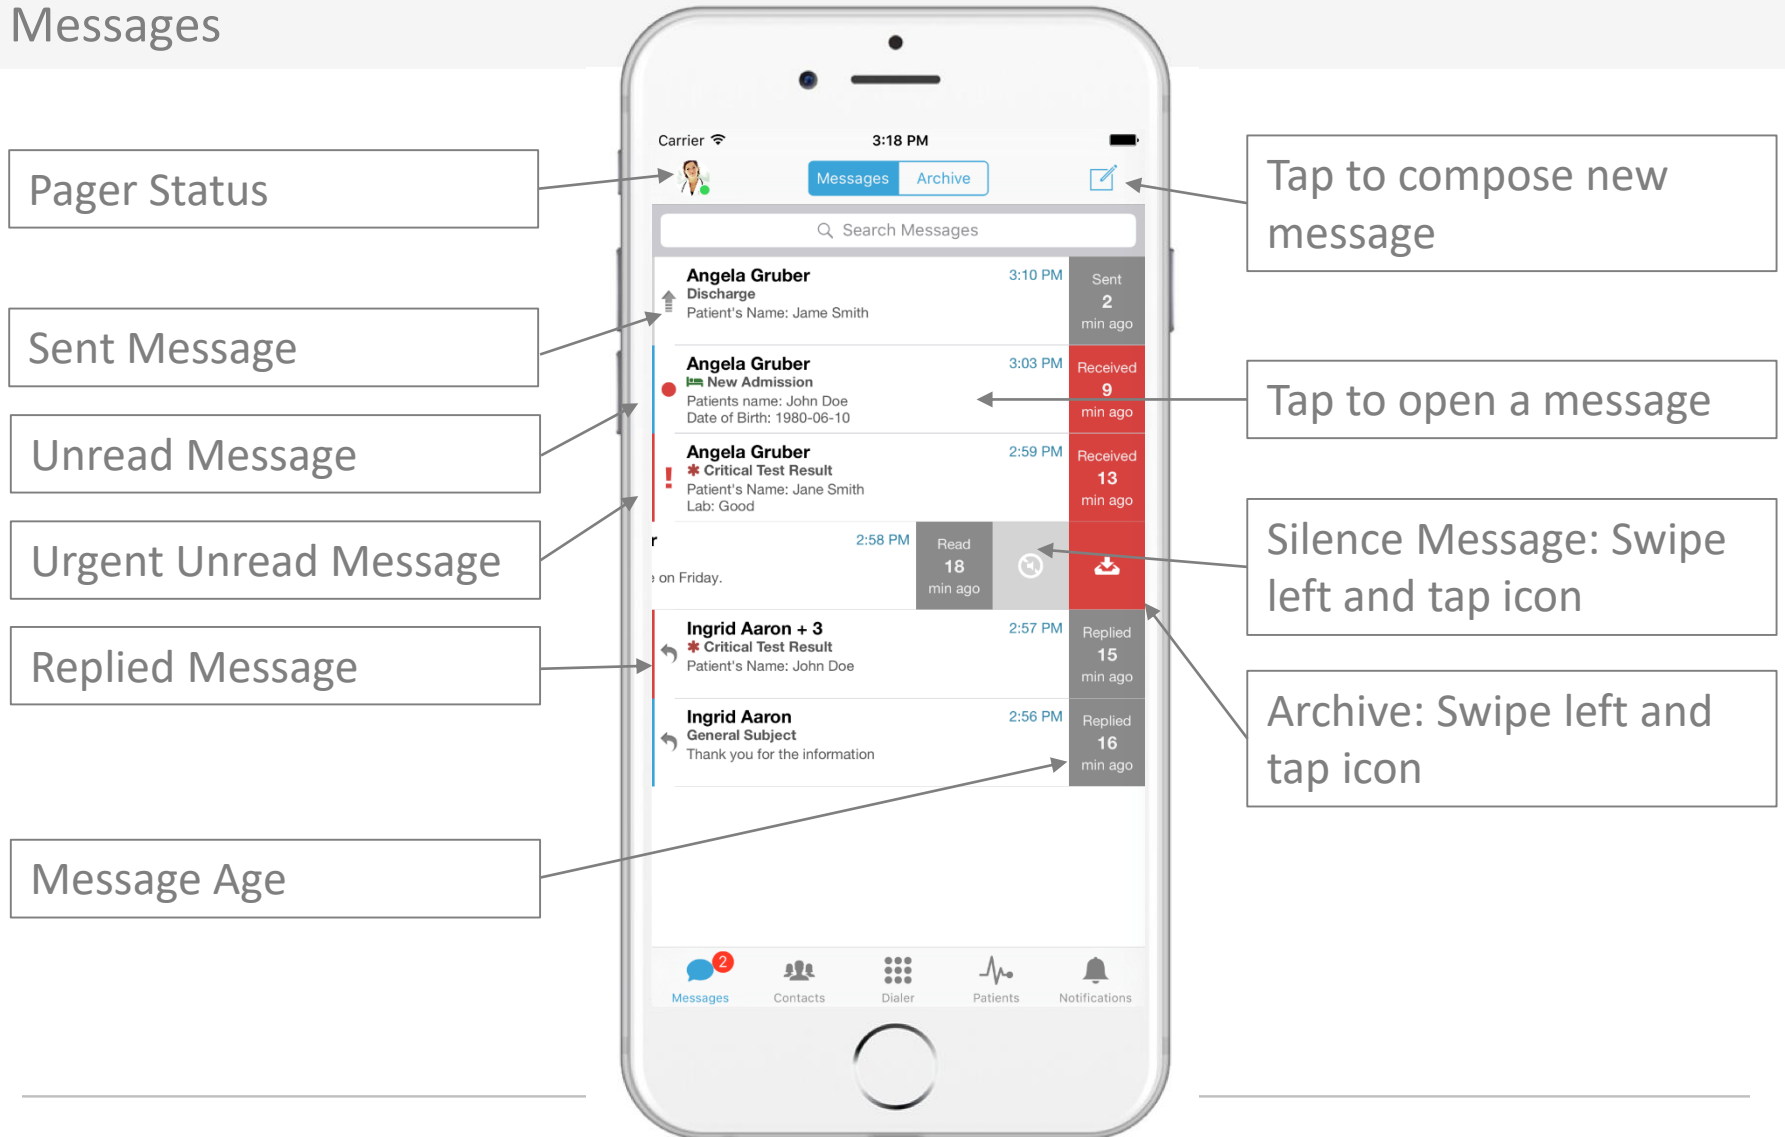 Messages
Pager Status
Sent Message
Unread Message
Urgent Unread Message
Replied Message
Message Age
Carrier
3:18 PM
Messages
Archive
Search Messages
Angela Gruber
3:10 PM
Discharge
Patient's Name: Jame Smith
Sent
2
min ago
Angela Gruber
3:03 PM
New Admission
Patients name: John Doe
Date of Birth: 1980-06-10
Received
9
min ago
Angela Gruber
2:59 PM
Critical Test Result
Patient's Name: Jane Smith
Lab: Good
Received
13
min ago
r
2:58 PM
on Friday.
Read
18
min ago
Ingrid Aaron + 3
2:57 PM
Critical Test Result
Patient's Name: John Doe
Replied
15
min ago
Ingrid Aaron
2:56 PM
General Subject
Thank you for the information
Replied
16
min ago
2
Messages
Contacts
Dialer
Patients
Notifications
Tap to compose new
message
Tap to open a message
Silence Message: Swipe
left and tap icon
Archive: Swipe left and
tap icon